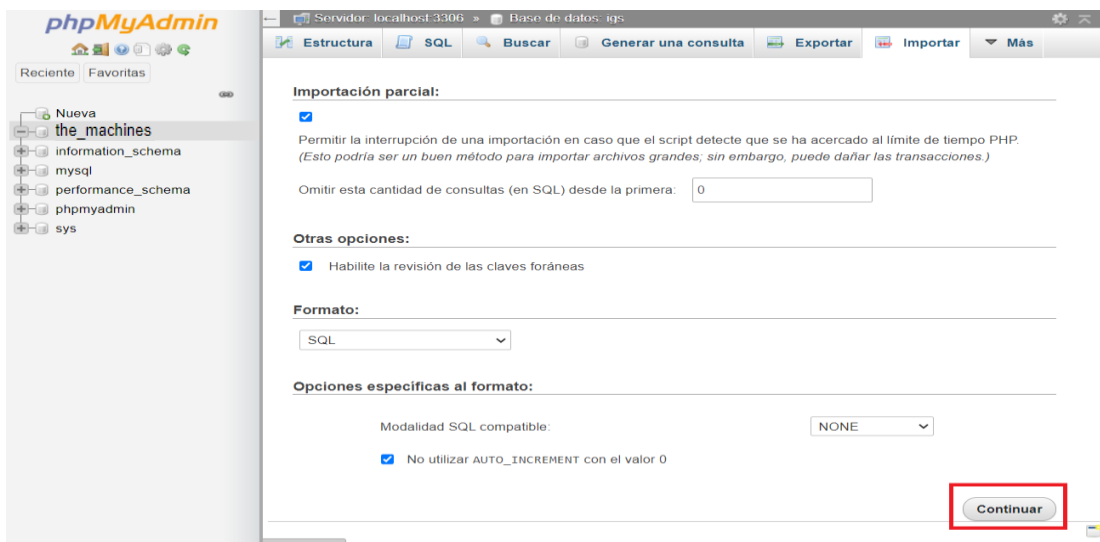 phpMyAdmin
Reciente Favoritas
Nueva
the_machines
information_schema
mysql
performance_schema
phpmyadmin
sys
Servidor: localhost:3306 » Base de datos: igs
Estructura SQL Buscar Generar una consulta Exportar Importar Más
Importación parcial:
Permitir la interrupción de una importación en caso que el script detecte que se ha acercado al límite de tiempo PHP.
(Esto podría ser un buen método para importar archivos grandes; sin embargo, puede dañar las transacciones.)
Omitir esta cantidad de consultas (en SQL) desde la primera: 0
Otras opciones:
Habilite la revisión de las claves foráneas
Formato:
SQL
Opciones específicas al formato:
Modalidad SQL compatible: NONE
No utilizar AUTO_INCREMENT con el valor 0
Continuar